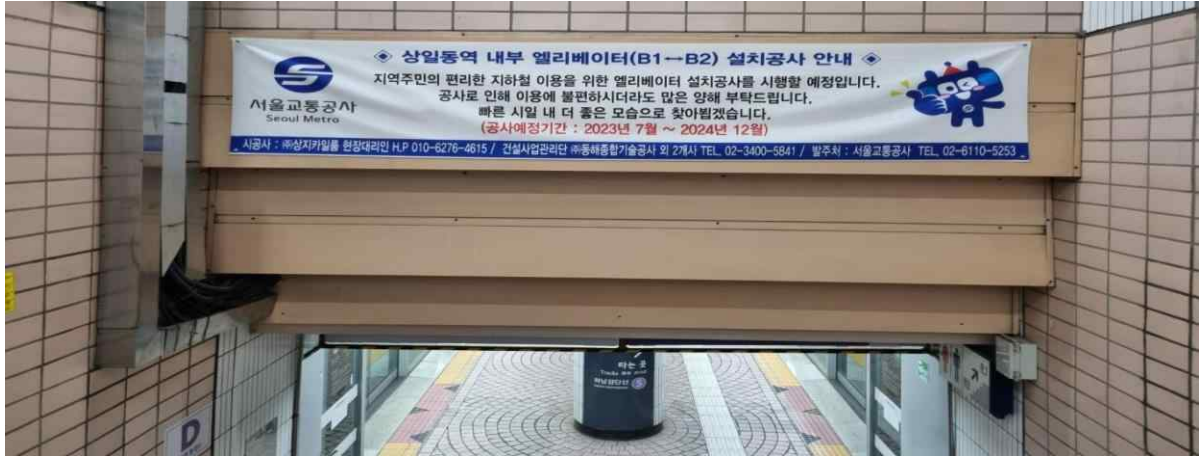 ◈ 상일동역 내부 엘리베이터(B1↔B2) 설치공사 안내 ◈
지역주민의 편리한 지하철 이용을 위한 엘리베이터 설치공사를 시행할 예정입니다.
공사로 인해 이용에 불편하시더라도 많은 양해 부탁드립니다.
빠른 시일 내 더 좋은 모습으로 찾아뵙겠습니다.
(공사예정기간 : 2023년 7월 ~ 2024년 12월)
서울교통공사
Seoul Metro
시공사 : ㈜상지카일룸 현장대리인 H.P 010-6276-4615 / 건설사업관리단 ㈜동해종합기술공사 외 2개사 TEL. 02-3400-5841 / 발주처 : 서울교통공사 TEL. 02-6110-5253
타는 곳
하남검단산 5
D